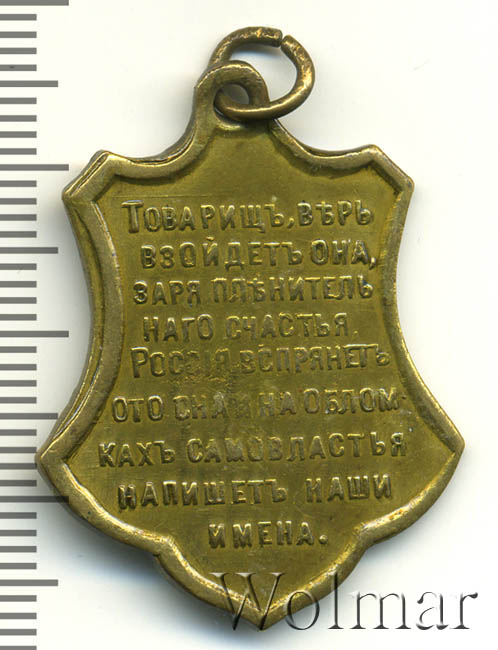 ТОВАРИЩЪ, ВѢРЬ
ВЗОЙДЕТЪ ОНА,
ЗАРЯ ПЛѢНИТЕЛЬ
НАГО СЧАСТЬЯ.
РОССІЯ ВСПРЯНЕТЪ
ОТО СНА И НА ОБЛОМ-
КАХЪ САМОВЛАСТЬЯ
НАПИШЕТЪ НАШИ
ИМЕНА.
Wolmar